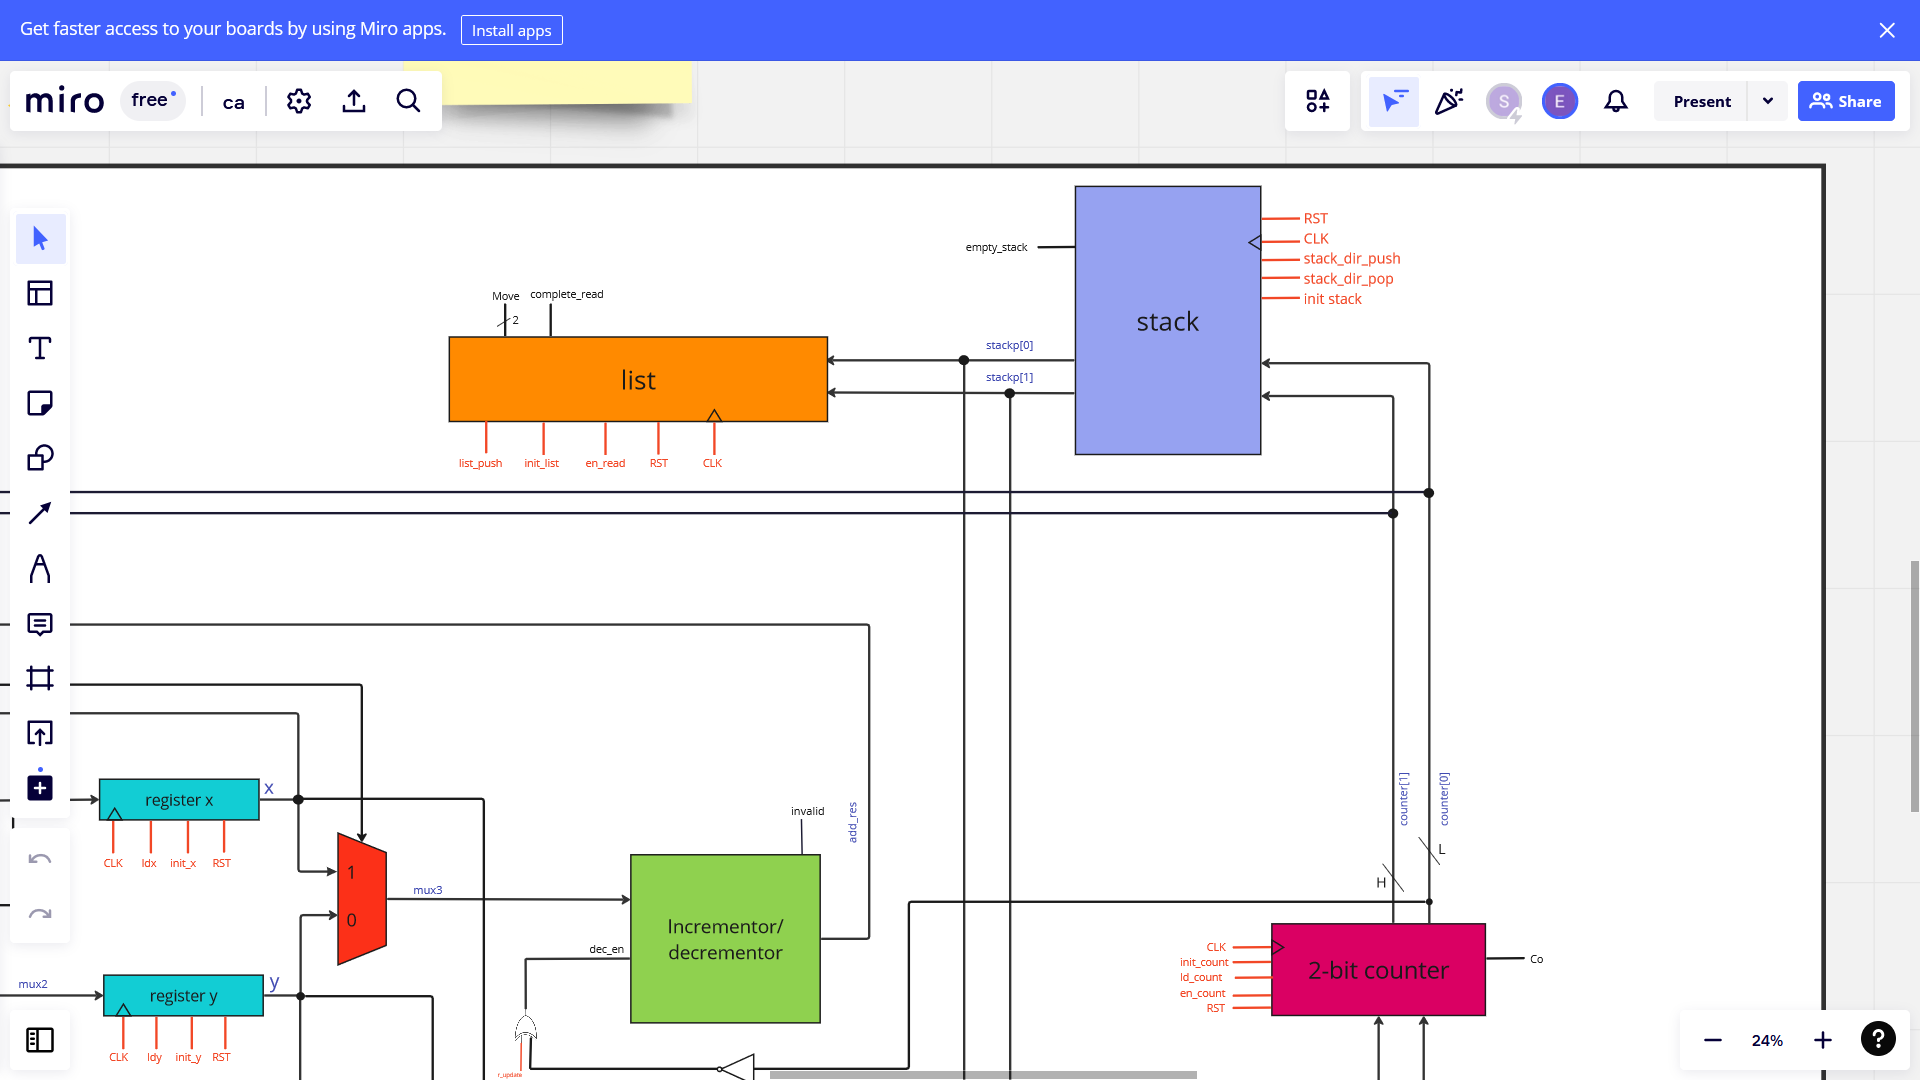 Get faster access to your boards by using Miro apps. Install apps
miro free ca
S E Present Share
RST
CLK
stack_dir_push
stack_dir_pop
init stack
empty_stack
stack
Move complete_read
2
stackp[0]
stackp[1]
list
list_push init_list en_read RST CLK
register x x
CLK ldx init_x RST
1
0
mux3
invalid
add_res
Incrementor/
decrementor
dec_en
counter[1] counter[0]
L
H
CLK
init_count
ld_count
en_count
RST
2-bit counter
Co
mux2
register y y
CLK ldy init_y RST
r_update
24%